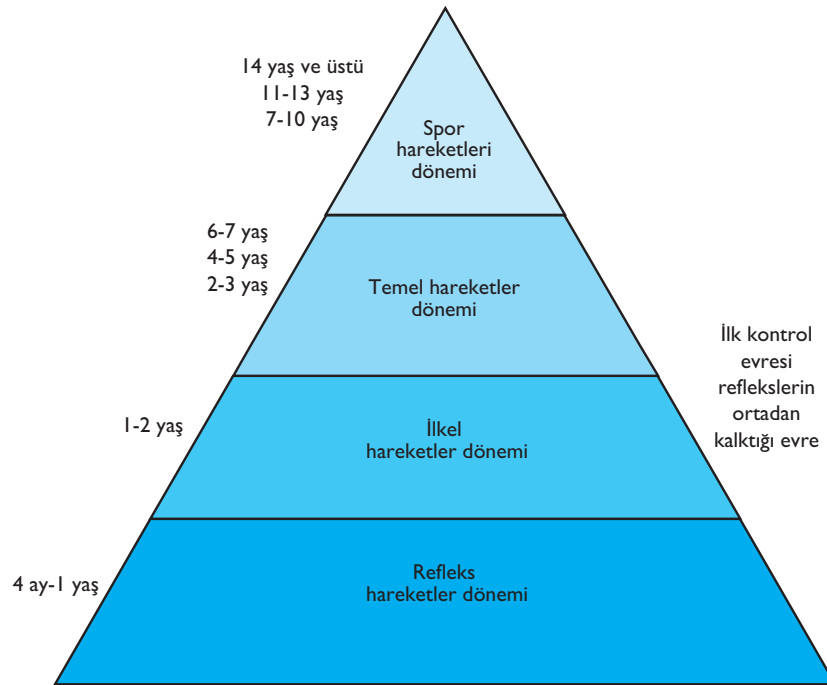 14 yaş ve üstü
11-13 yaş
7-10 yaş
Spor
hareketleri
dönemi
6-7 yaş
4-5 yaş
2-3 yaş
Temel hareketler
dönemi
İlk kontrol
evresi
reflekslerin
ortadan
kalktığı evre
1-2 yaş
İlkel
hareketler dönemi
4 ay-1 yaş
Refleks
hareketler dönemi